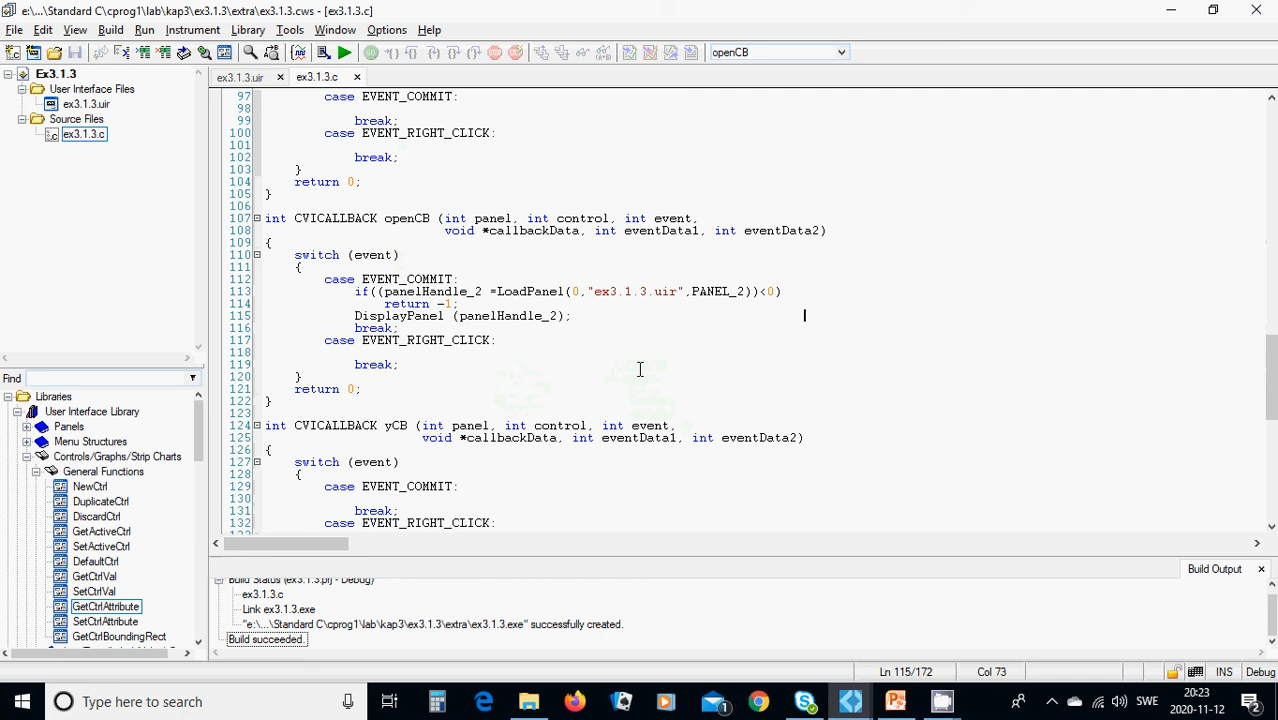 e:\...\Standard C\cprog1\lab\kap3\ex3.1.3\extra\ex3.1.3.cws - [ex3.1.3.c]
File Edit View Build Run Instrument Library Tools Window Options Help
openCB
Ex3.1.3
User Interface Files
ex3.1.3.uir
Source Files
ex3.1.3.c
ex3.1.3.uir ex3.1.3.c
97 case EVENT_COMMIT:
98
99 break;
100 case EVENT_RIGHT_CLICK:
101
102 break;
103 }
104 return 0;
105 }
107 int CVICALLBACK openCB (int panel, int control, int event,
108 void *callbackData, int eventData1, int eventData2)
109 {
110 switch (event)
111 {
112 case EVENT_COMMIT:
113 if((panelHandle_2 =LoadPanel(0,"ex3.1.3.uir",PANEL_2))<0)
114 return -1;
115 DisplayPanel (panelHandle_2);
116 break;
117 case EVENT_RIGHT_CLICK:
118
119 break;
120 }
121 return 0;
122 }
123
124 int CVICALLBACK yCB (int panel, int control, int event,
125 void *callbackData, int eventData1, int eventData2)
126 {
127 switch (event)
128 {
129 case EVENT_COMMIT:
130
131 break;
132 case EVENT_RIGHT_CLICK:
Find
Libraries
User Interface Library
Panels
Menu Structures
Controls/Graphs/Strip Charts
General Functions
NewCtrl
DuplicateCtrl
DiscardCtrl
GetActiveCtrl
SetActiveCtrl
DefaultCtrl
GetCtrlVal
SetCtrlVal
GetCtrlAttribute
SetCtrlAttribute
GetCtrlBoundingRect
Build Output
Build Status (ex3.1.3.prj - Debug)
ex3.1.3.c
Link ex3.1.3.exe
"e:\...\Standard C\cprog1\lab\kap3\ex3.1.3\extra\ex3.1.3.exe" successfully created.
Build succeeded.
Ln 115/172 Col 73 INS Debug
Type here to search
1
SWE
20:23
2020-11-12
2